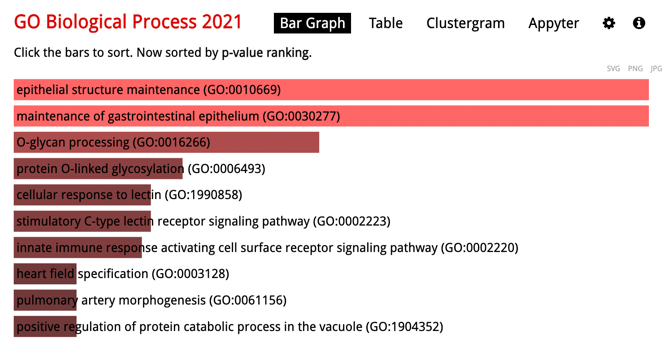 GO Biological Process 2021
Bar Graph Table Clustergram Appyter
Click the bars to sort. Now sorted by p-value ranking.
SVG PNG JPG
epithelial structure maintenance (GO:0010669)
maintenance of gastrointestinal epithelium (GO:0030277)
O-glycan processing (GO:0016266)
protein O-linked glycosylation (GO:0006493)
cellular response to lectin (GO:1990858)
stimulatory C-type lectin receptor signaling pathway (GO:0002223)
innate immune response activating cell surface receptor signaling pathway (GO:0002220)
heart field specification (GO:0003128)
pulmonary artery morphogenesis (GO:0061156)
positive regulation of protein catabolic process in the vacuole (GO:1904352)